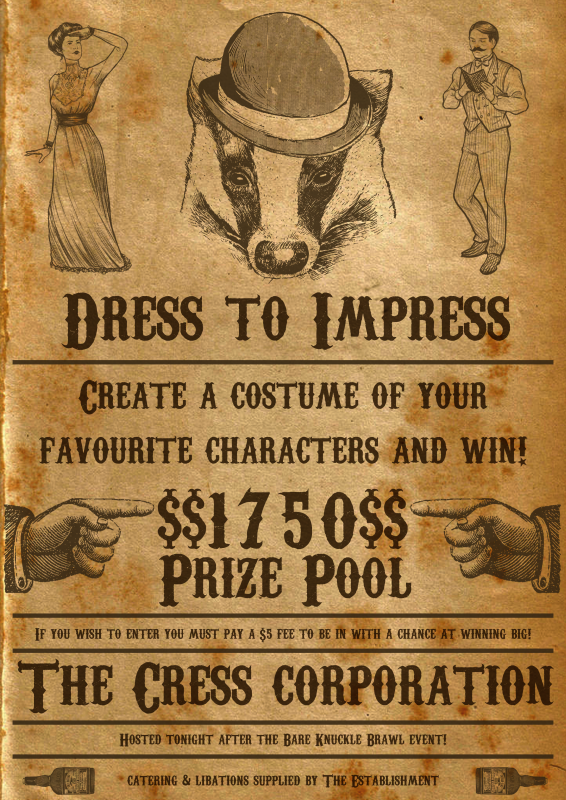 Dress to Impress
Create a costume of your
favourite characters and win!
$$1750$$
Prize Pool
If you wish to enter you must pay a $5 fee to be in with a chance at winning big!
The Cress Corporation
Hosted tonight after the Bare Knuckle Brawl event!
catering & libations supplied by The Establishment